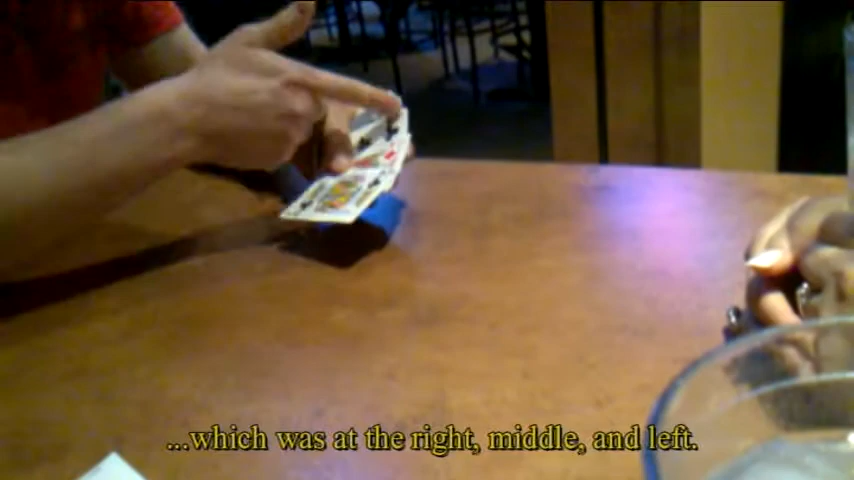 ...which was at the right, middle, and left.